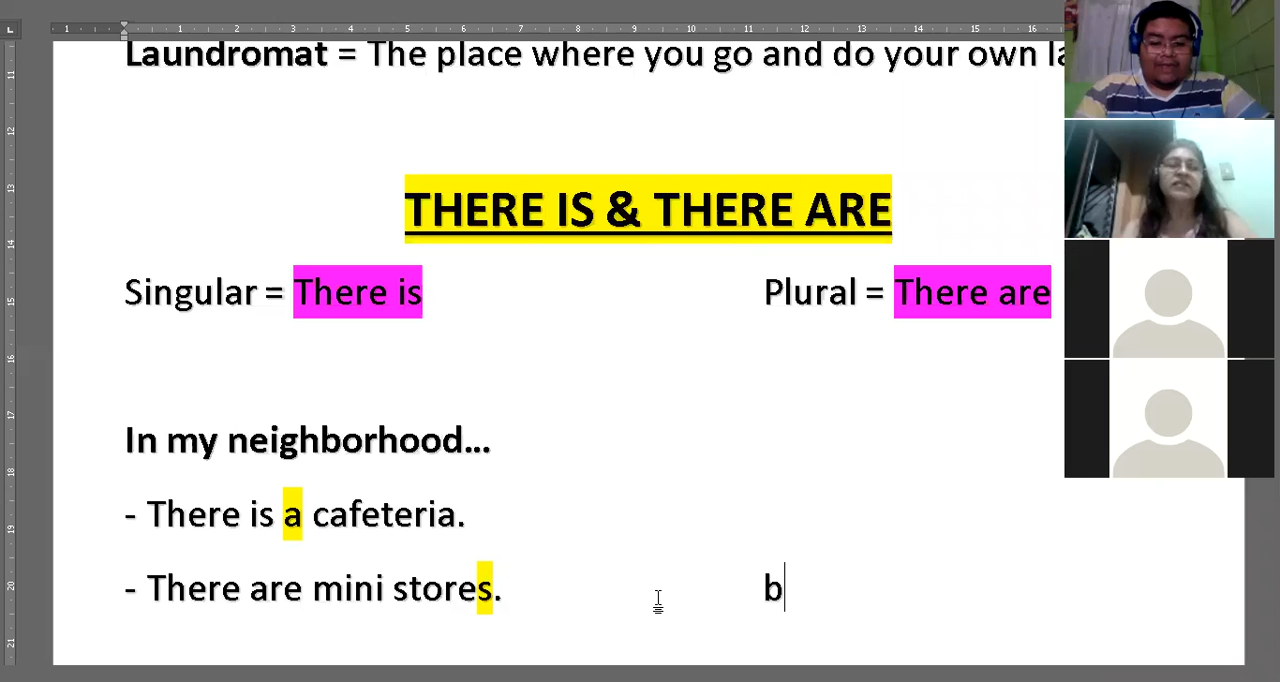 Laundromat = The place where you go and do your own
THERE IS & THERE ARE
Singular = There is Plural = There are
In my neighborhood...
- There is a cafeteria.
- There are mini stores. b